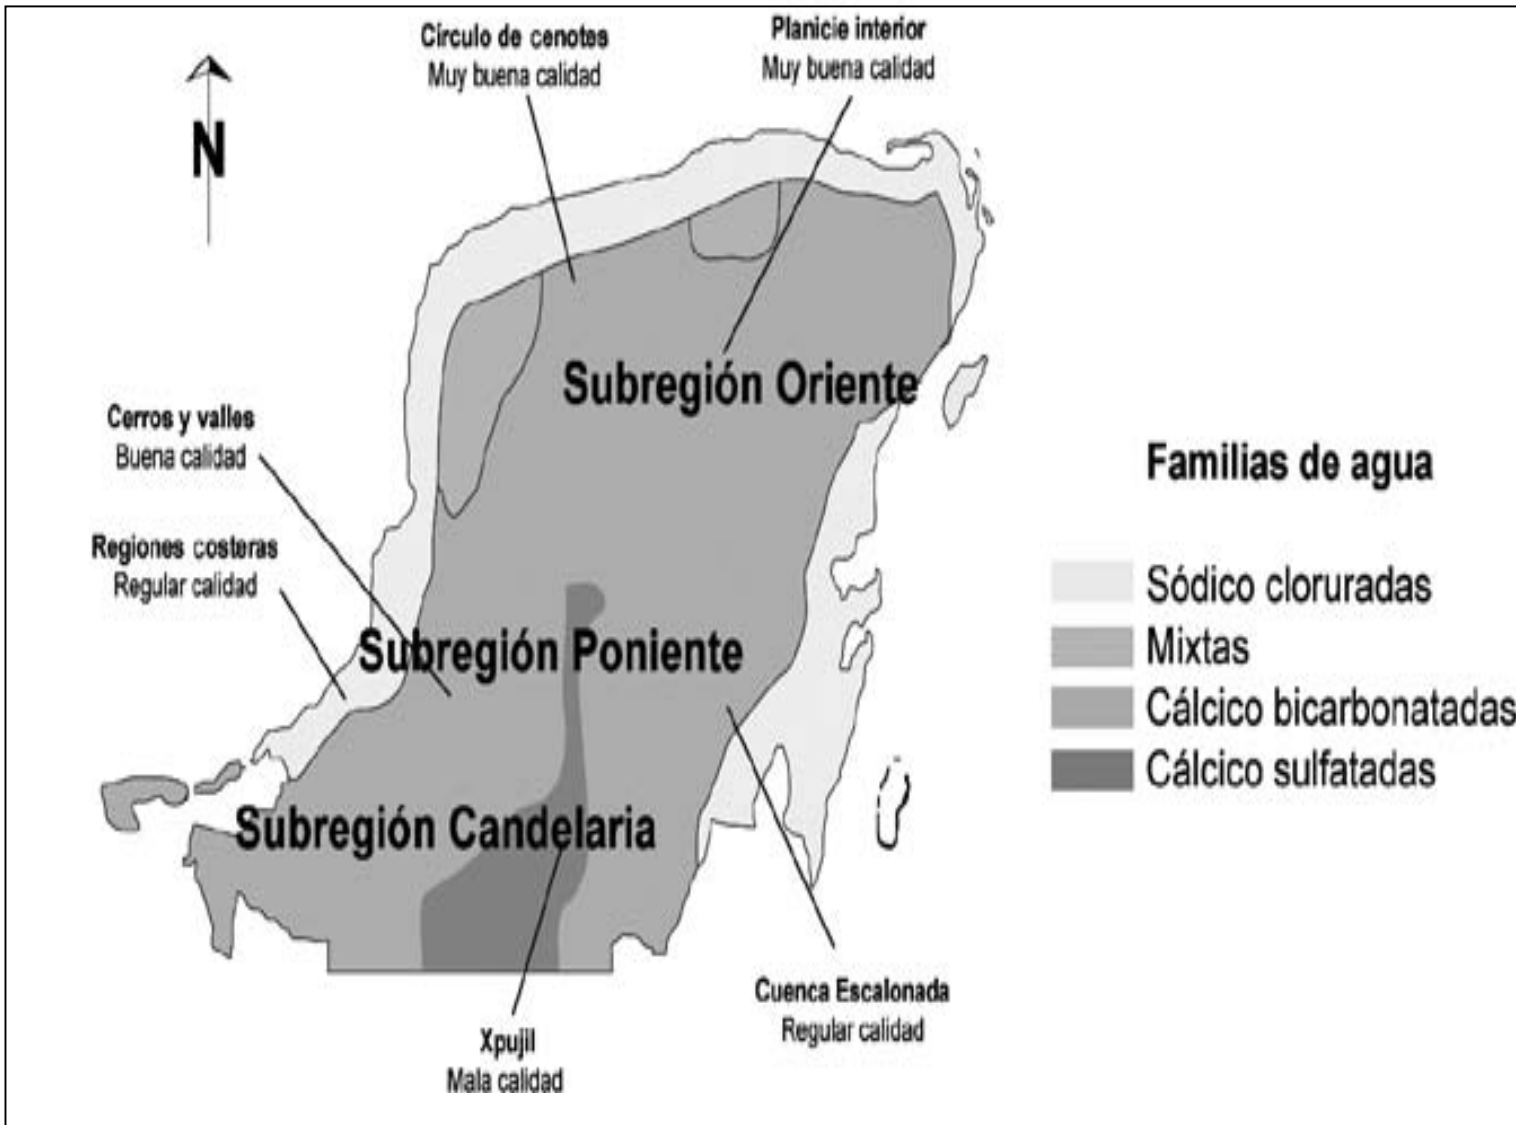 Círculo de cenotes
Muy buena calidad
Planicie interior
Muy buena calidad
N
Subregión Oriente
Cerros y valles
Buena calidad
Regiones costeras
Regular calidad
Subregión Poniente
Subregión Candelaria
Cuenca Escalonada
Regular calidad
Xpujil
Mala calidad
Familias de agua
Sódico cloruradas
Mixtas
Cálcico bicarbonatadas
Cálcico sulfatadas